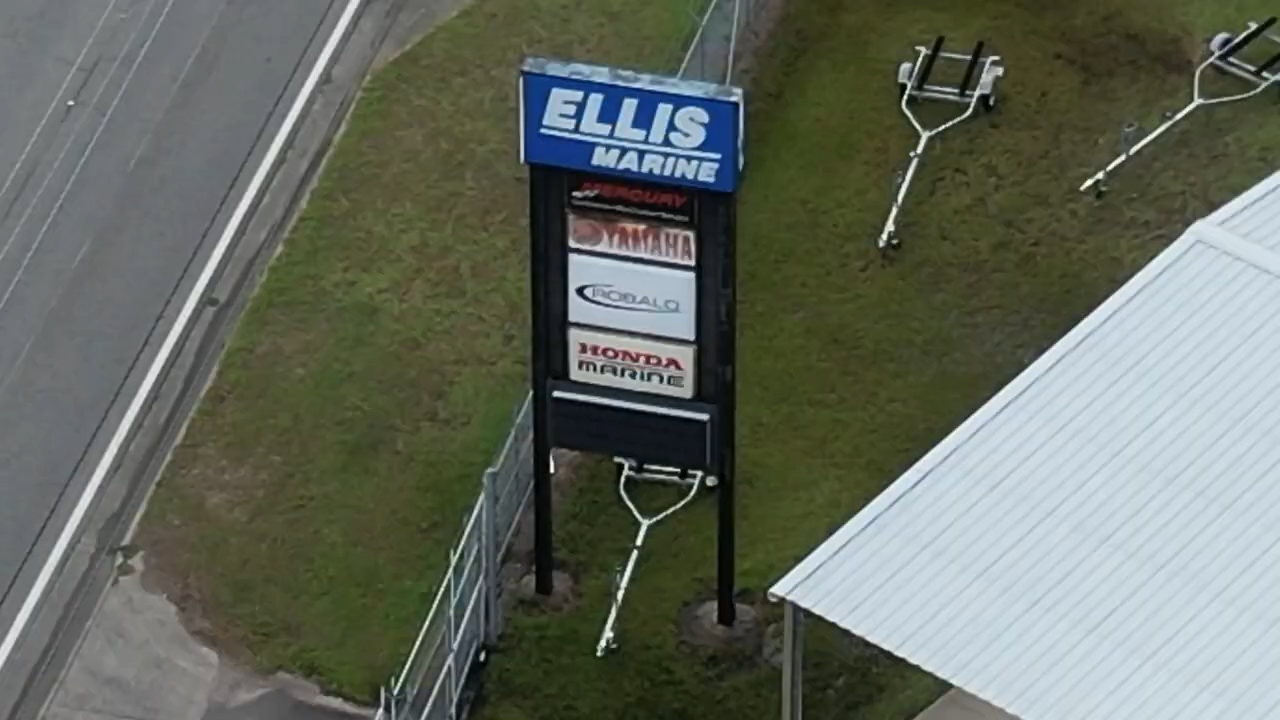 ELLIS
MARINE
MERCURY
YAMAHA
ROBALO
HONDA
MARINE